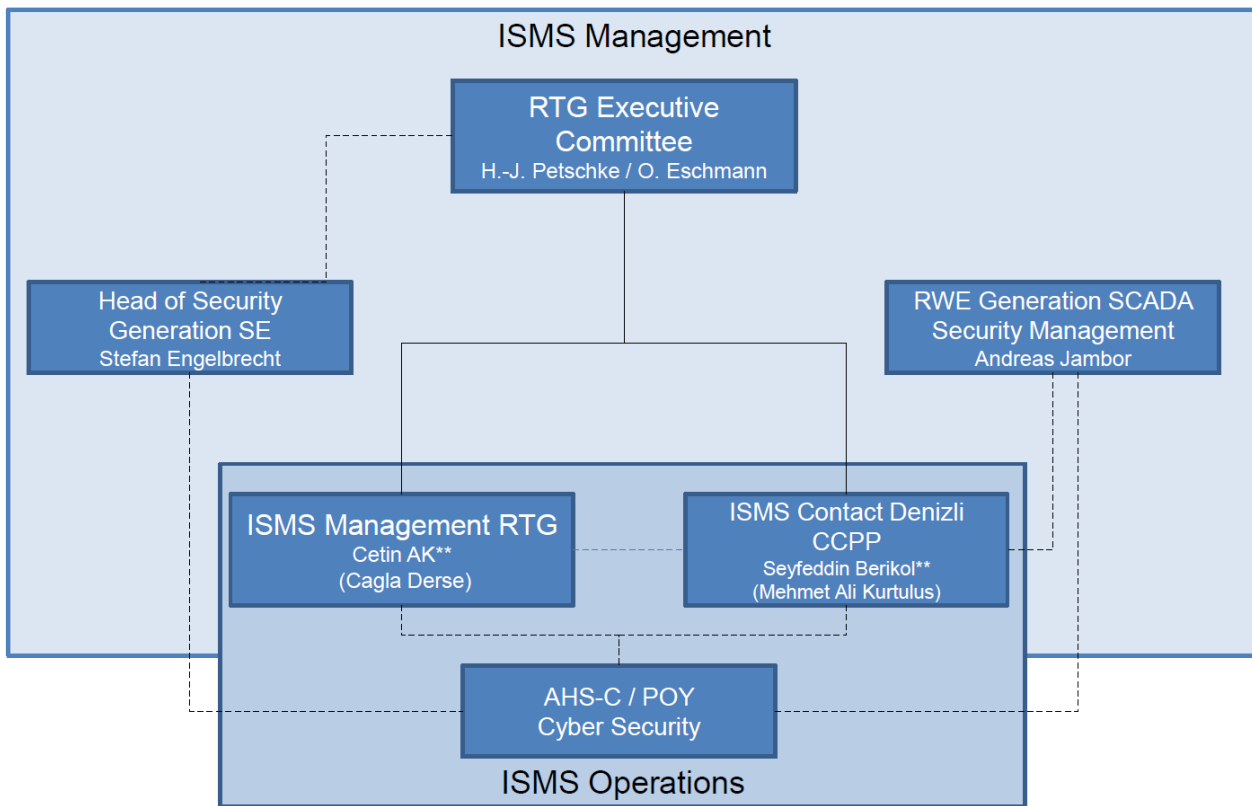 ISMS Management
RTG Executive
Committee
H.-J. Petschke / O. Eschmann
Head of Security
Generation SE
Stefan Engelbrecht
RWE Generation SCADA
Security Management
Andreas Jambor
ISMS Management RTG
Cetin AK**
(Cagla Derse)
ISMS Contact Denizli
CCPP
Seyfeddin Berikol**
(Mehmet Ali Kurtulus)
AHS-C / POY
Cyber Security
ISMS Operations